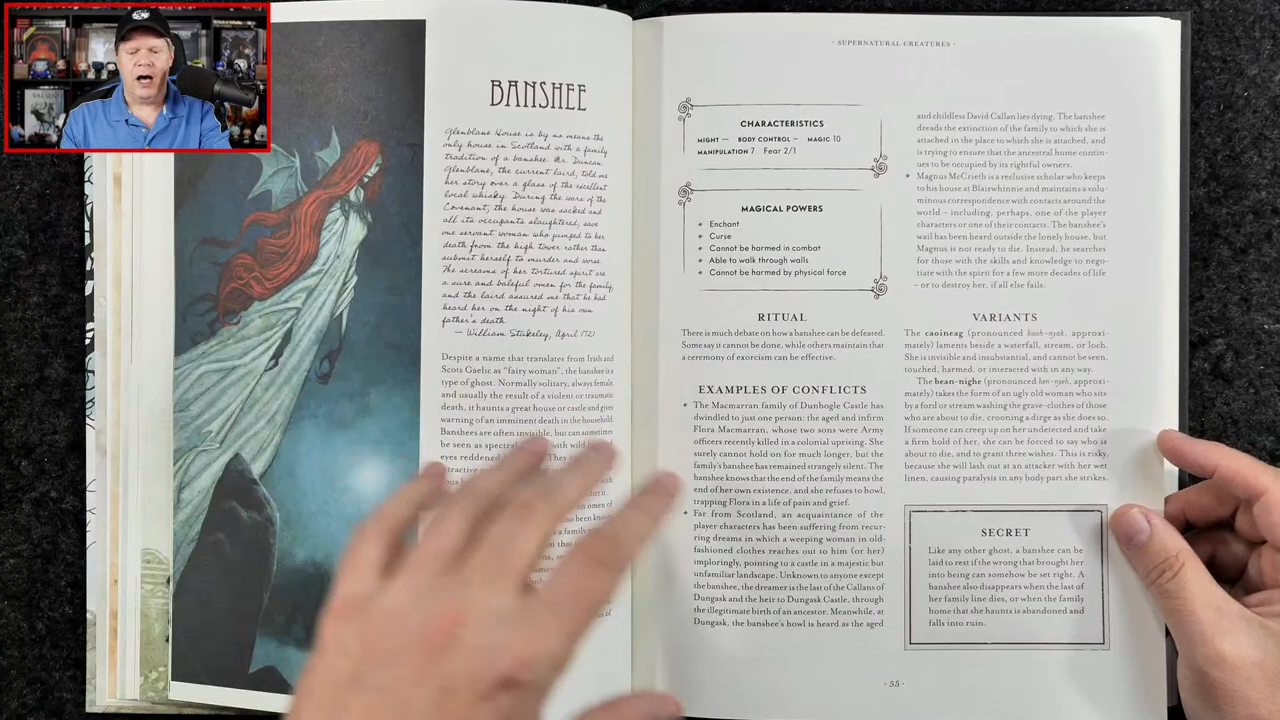 BANSHEE
Glenblane House is by no means the
only house in Scotland with a family
tradition of a banshee. Mr. Duncan
Glenblane, the current laird, told me
her story over a glass of the excellent
local whisky. During the wars of the
Covenant, the house was sacked and
all its occupants slaughtered, save
one servant woman who jumped to her
death from the high tower rather than
submit herself to murder and worse.
The screams of her tortured spirit are
a sure and baleful omen for the family,
and the laird assured me that he had
heard her on the night of his own
father's death.
— William Stukeley, April 1721
Despite a name that translates from Irish and
Scots Gaelic as “fairy woman”, the banshee is a
type of ghost. Normally solitary, always female,
and usually the result of a violent or traumatic
death, it haunts a great house or castle and gives
warning of an imminent death in the household.
Banshees are often invisible, but can sometimes
be seen as spectral with wild
eyes reddened They
· SUPERNATURAL CREATURES ·
CHARACTERISTICS
MIGHT — BODY CONTROL – MAGIC 10
MANIPULATION 7 Fear 2/1
MAGICAL POWERS
Enchant
Curse
Cannot be harmed in combat
Able to walk through walls
Cannot be harmed by physical force
RITUAL
There is much debate on how a banshee can be defeated.
Some say it cannot be done, while others maintain that
a ceremony of exorcism can be effective.
EXAMPLES OF CONFLICTS
The Macmarran family of Dunbogle Castle has
dwindled to just one person: the aged and infirm
Flora Macmarran, whose two sons were Army
officers recently killed in a colonial uprising. She
surely cannot hold on for much longer, but the
family's banshee has remained strangely silent. The
banshee knows that the end of the family means the
end of her own existence, and she refuses to howl,
trapping Flora in a life of pain and grief.
Far from Scotland, an acquaintance of the
player characters has been suffering from recur-
ring dreams in which a weeping woman in old-
fashioned clothes reaches out to him (or her)
imploringly, pointing to a castle in a majestic but
unfamiliar landscape. Unknown to anyone except
the banshee, the dreamer is the last of the Callans of
Dungask and the heir to Dungask Castle, through
the illegitimate birth of an ancestor. Meanwhile, at
Dungask, the banshee's howl is heard as the aged
and childless David Callan lies dying. The banshee
dreads the extinction of the family to which she is
attached in the place to which she is attached, and
is trying to ensure that the ancestral home contin-
ues to be occupied by its rightful owners.
Magnus McCrieth is a reclusive scholar who keeps
to his house at Blairwhinnie and maintains a volu-
minous correspondence with contacts around the
world – including, perhaps, one of the player
characters or one of their contacts. The banshee's
wail has been heard outside the lonely house, but
Magnus is not ready to die. Instead, he searches
for those with the skills and knowledge to nego-
tiate with the spirit for a few more decades of life
– or to destroy her, if all else fails.
VARIANTS
The caoineag (pronounced kooh-nyak, approxi-
mately) laments beside a waterfall, stream, or loch.
She is invisible and insubstantial, and cannot be seen,
touched, harmed, or interacted with in any way.
The bean-nighe (pronounced ben-nyeh, approxi-
mately) takes the form of an ugly old woman who sits
by a ford or stream washing the grave-clothes of those
who are about to die, crooning a dirge as she does so.
If someone can creep up on her undetected and take
a firm hold of her, she can be forced to say who is
about to die, and to grant three wishes. This is risky,
because she will lash out at an attacker with her wet
linen, causing paralysis in any body part she strikes.
SECRET
Like any other ghost, a banshee can be
laid to rest if the wrong that brought her
into being can somehow be set right. A
banshee also disappears when the last of
her family line dies, or when the family
home that she haunts is abandoned and
falls into ruin.
· 55 ·